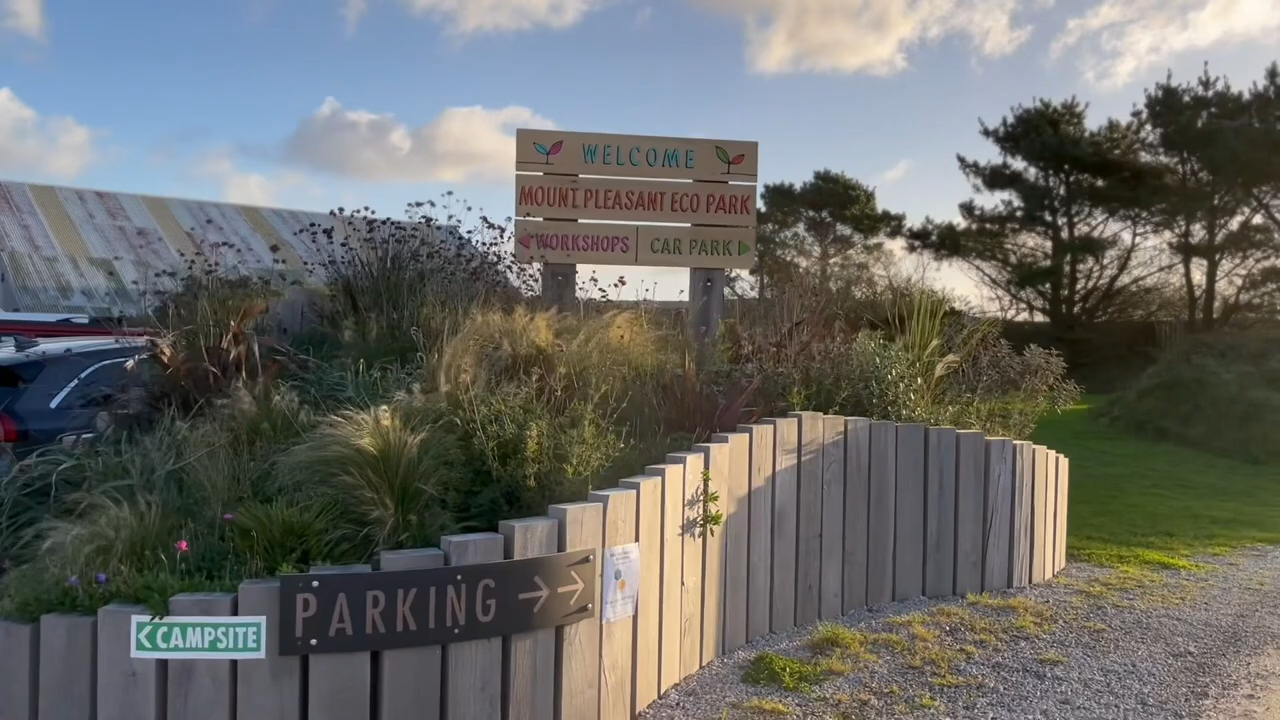 WELCOME
MOUNT PLEASANT ECO PARK
WORKSHOPS CAR PARK
PARKING
CAMPSITE